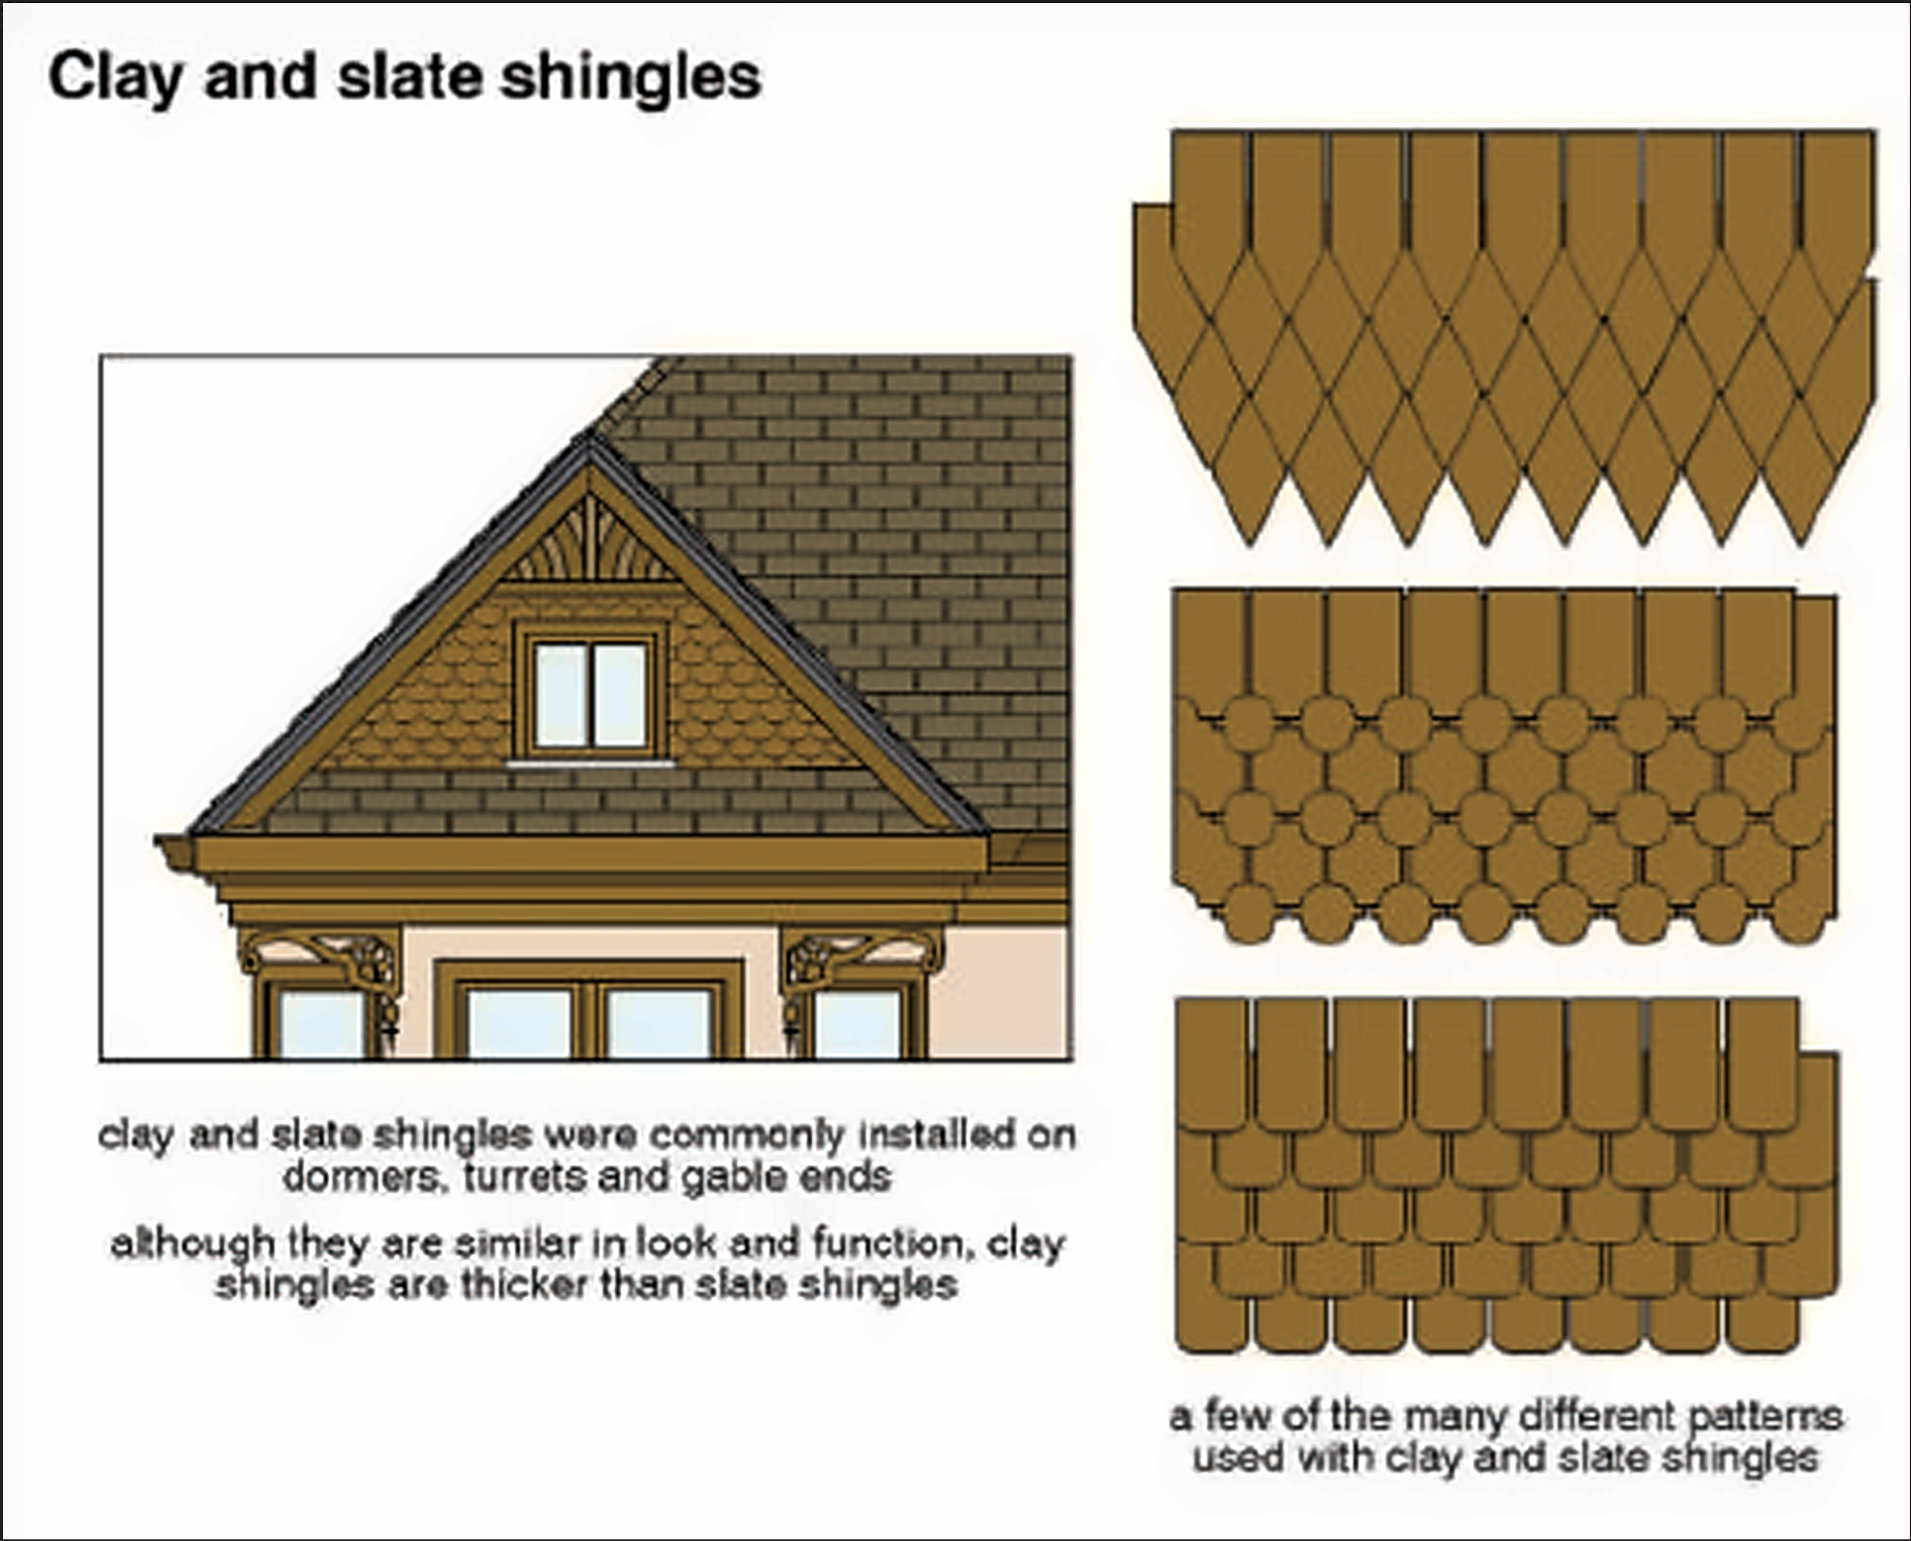 Clay and slate shingles
clay and slate shingles were commonly installed on
dormers, turrets and gable ends
although they are similar in look and function, clay
shingles are thicker than slate shingles
a few of the many different patterns
used with clay and slate shingles